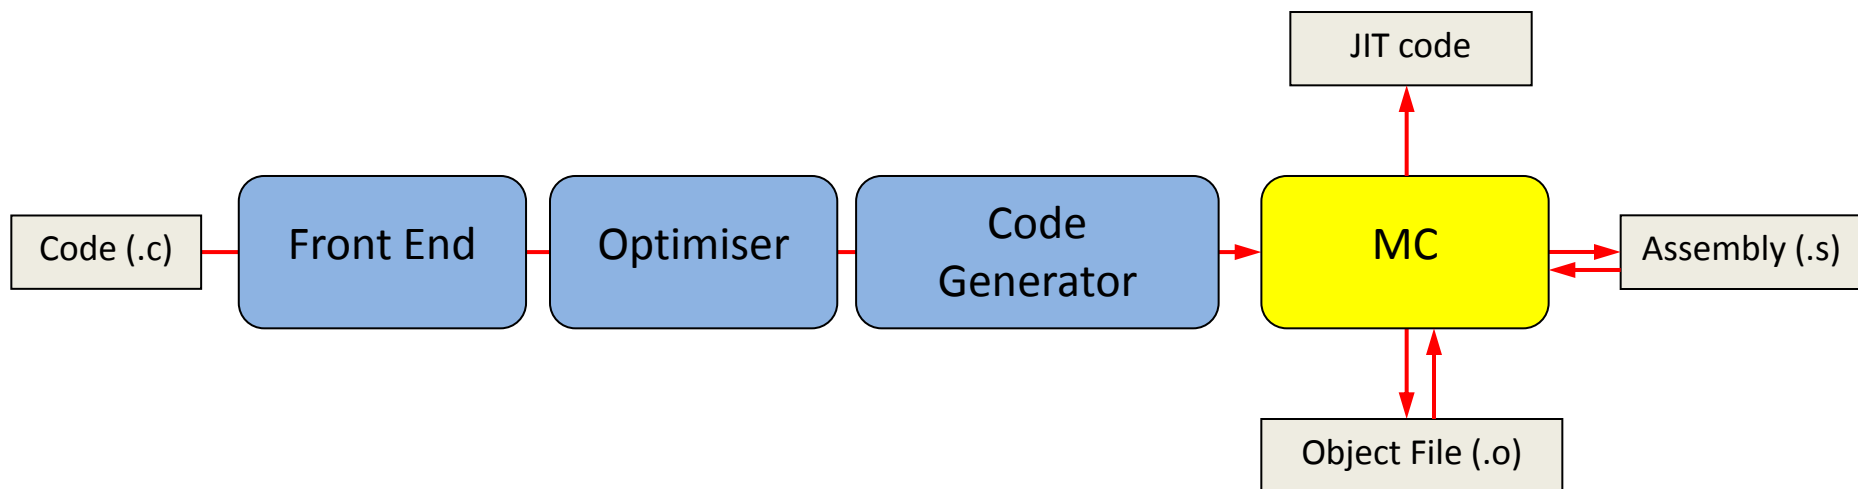 JIT code
Code (.c)
Front End
Optimiser
Code
Generator
MC
Assembly (.s)
Object File (.o)